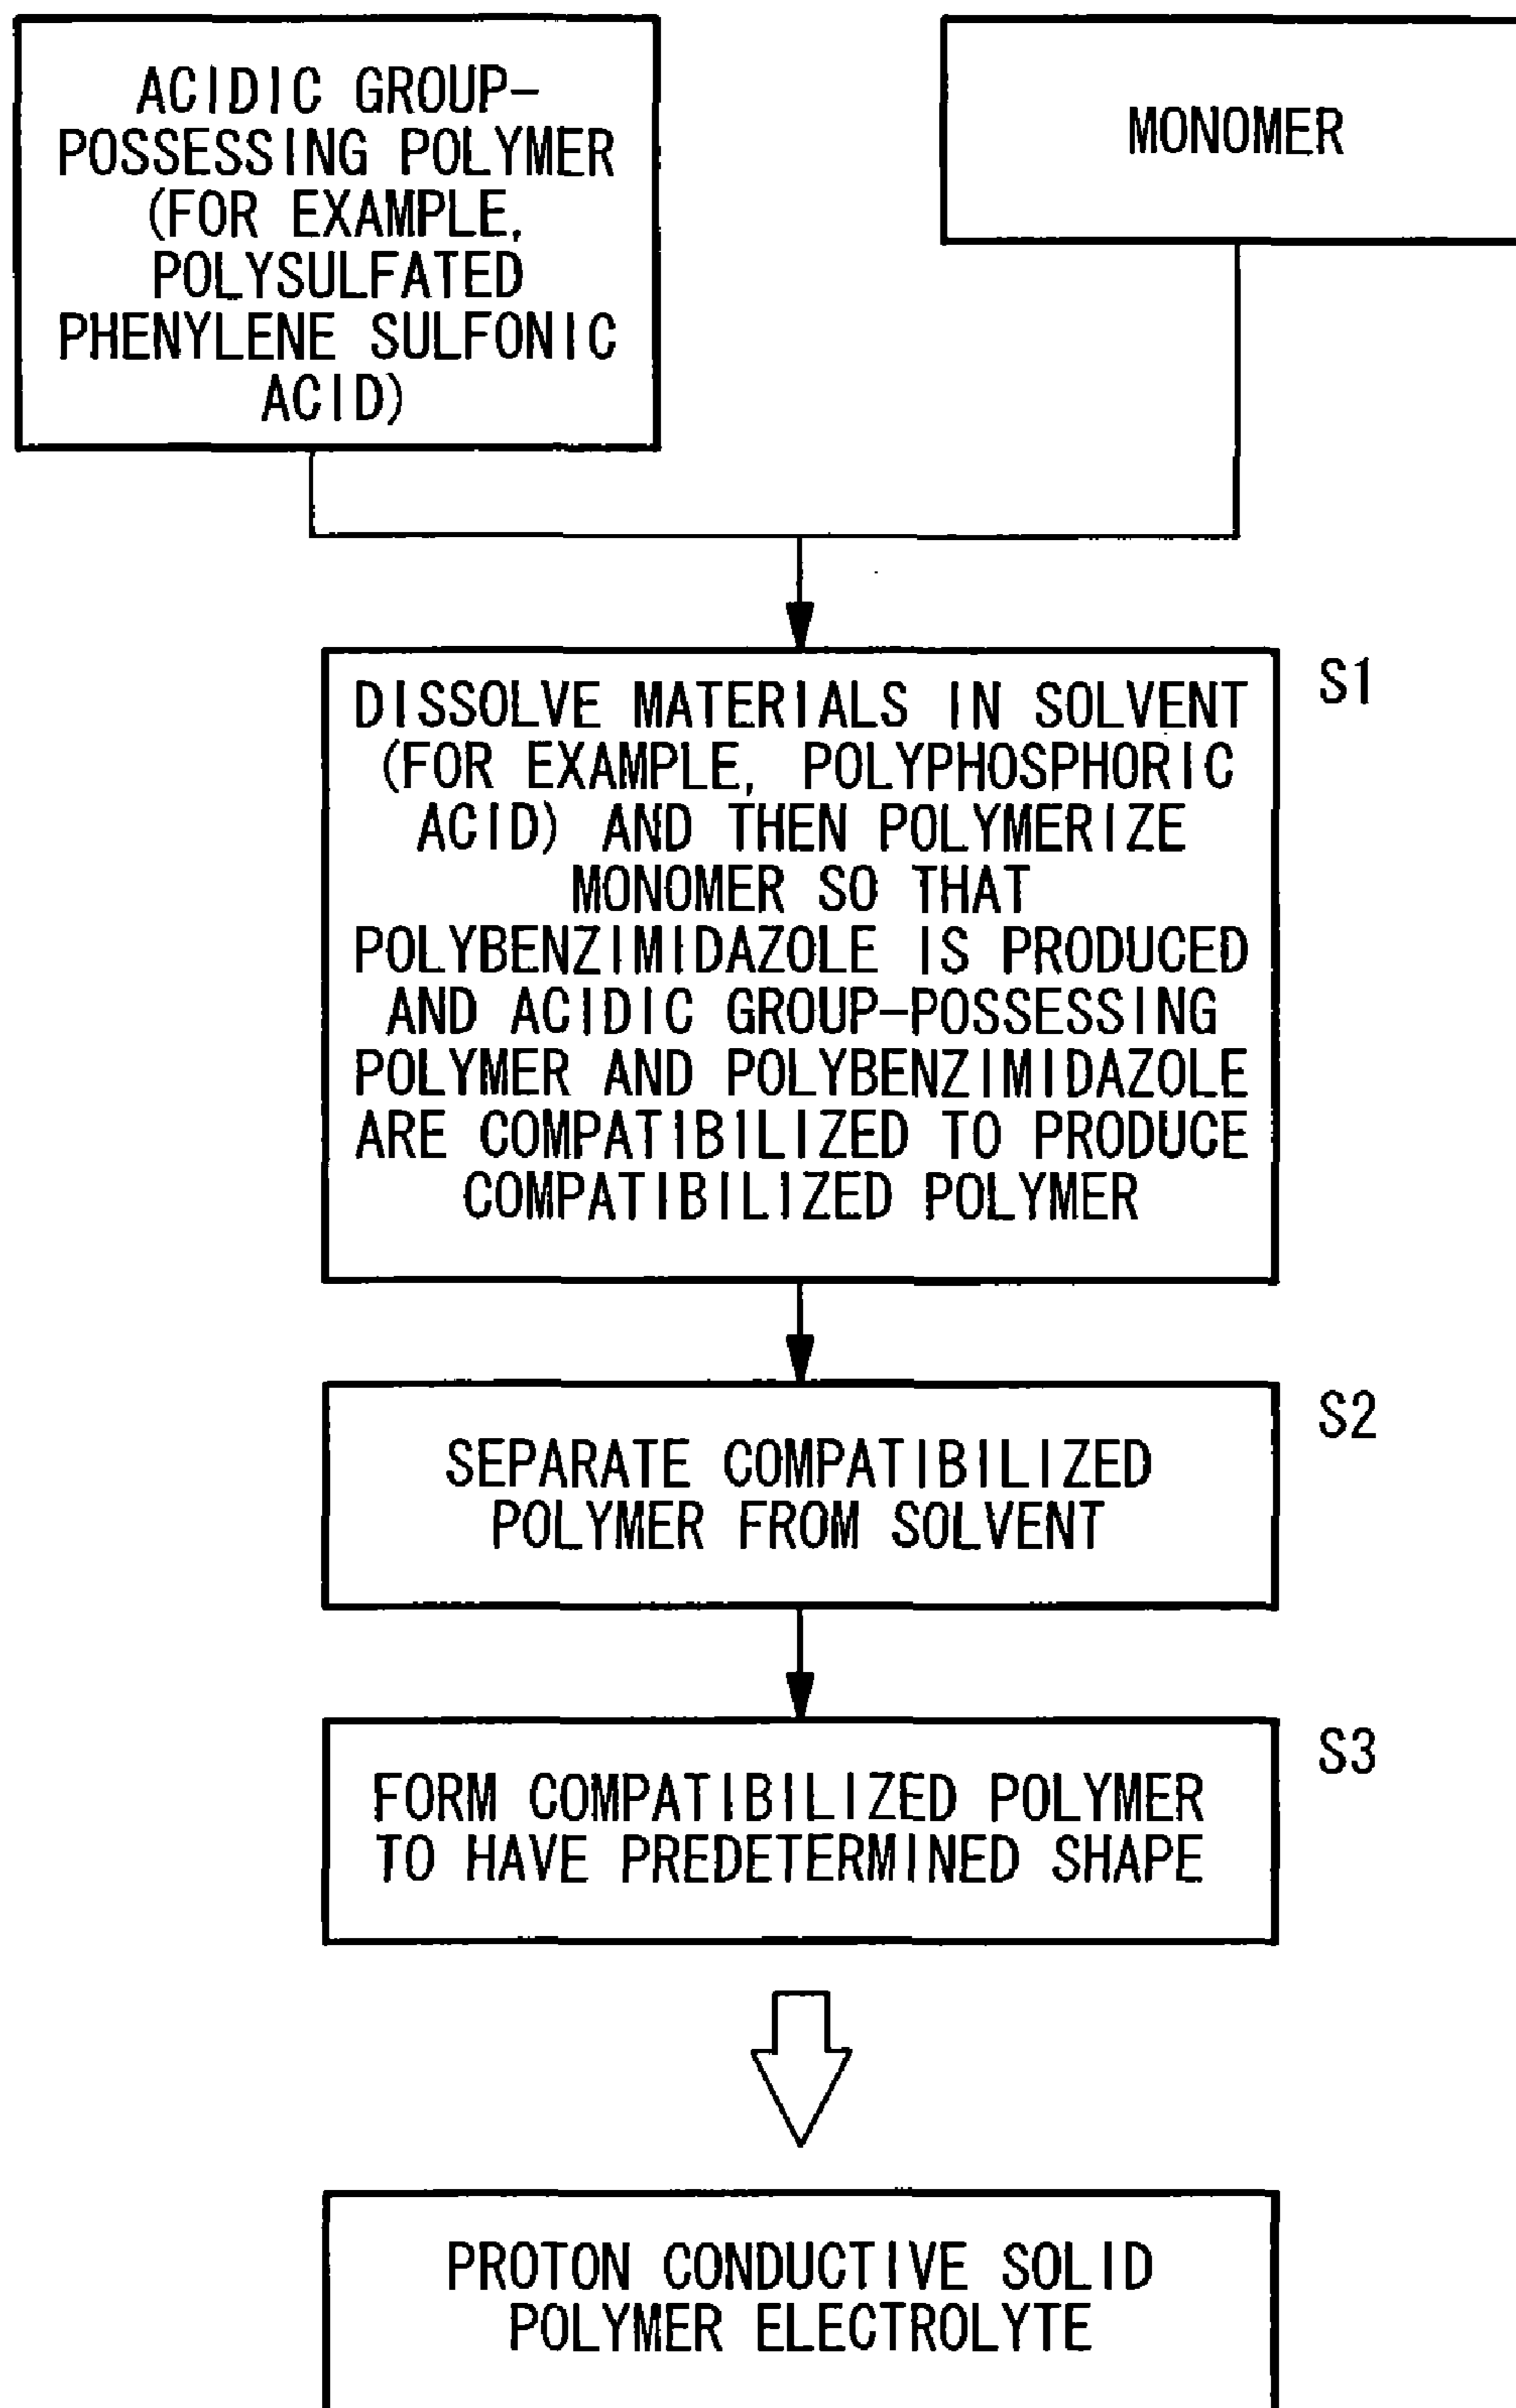 ACIDIC GROUP-
POSSESSING POLYMER
(FOR EXAMPLE,
POLYSULFATED
PHENYLENE SULFONIC
ACID)
MONOMER
S1
DISSOLVE MATERIALS IN SOLVENT
(FOR EXAMPLE, POLYPHOSPHORIC
ACID) AND THEN POLYMERIZE
MONOMER SO THAT
POLYBENZIMIDAZOLE IS PRODUCED
AND ACIDIC GROUP-POSSESSING
POLYMER AND POLYBENZIMIDAZOLE
ARE COMPATIBILIZED TO PRODUCE
COMPATIBILIZED POLYMER
S2
SEPARATE COMPATIBILIZED
POLYMER FROM SOLVENT
S3
FORM COMPATIBILIZED POLYMER
TO HAVE PREDETERMINED SHAPE
PROTON CONDUCTIVE SOLID
POLYMER ELECTROLYTE